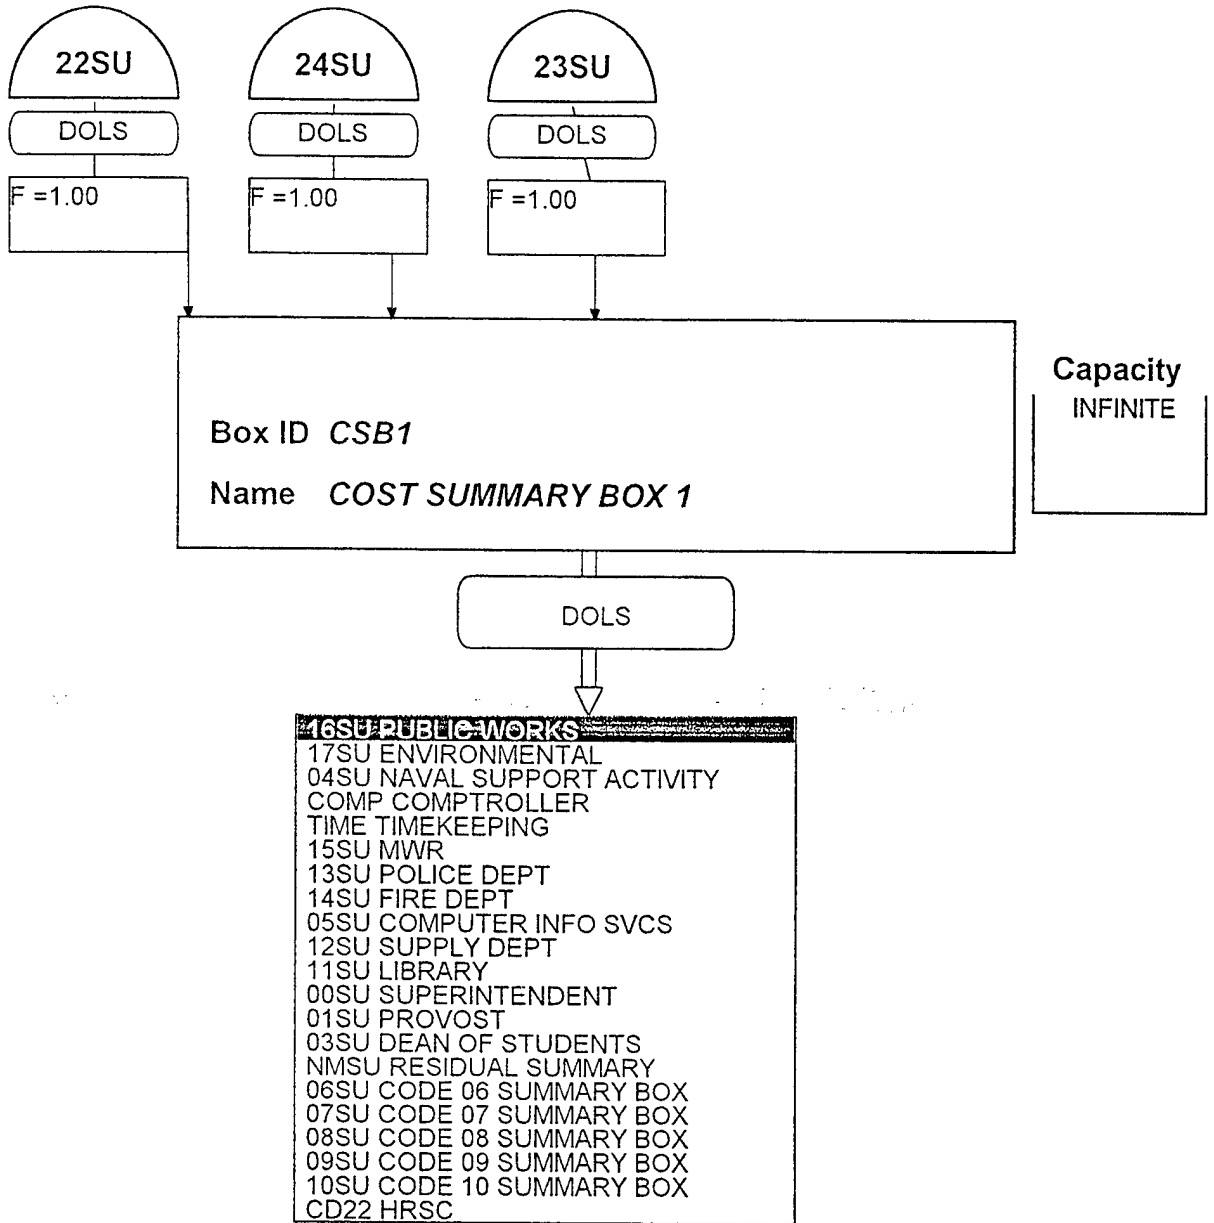 22SU 24SU 23SU
DOLS DOLS DOLS
F =1.00 F =1.00 F =1.00
Capacity
INFINITE
Box ID CSB1
Name COST SUMMARY BOX 1
DOLS
16SU PUBLIC WORKS
17SU ENVIRONMENTAL
04SU NAVAL SUPPORT ACTIVITY
COMP COMPTROLLER
TIME TIMEKEEPING
15SU MWR
13SU POLICE DEPT
14SU FIRE DEPT
05SU COMPUTER INFO SVCS
12SU SUPPLY DEPT
11SU LIBRARY
00SU SUPERINTENDENT
01SU PROVOST
03SU DEAN OF STUDENTS
NMSU RESIDUAL SUMMARY
06SU CODE 06 SUMMARY BOX
07SU CODE 07 SUMMARY BOX
08SU CODE 08 SUMMARY BOX
09SU CODE 09 SUMMARY BOX
10SU CODE 10 SUMMARY BOX
CD22 HRSC